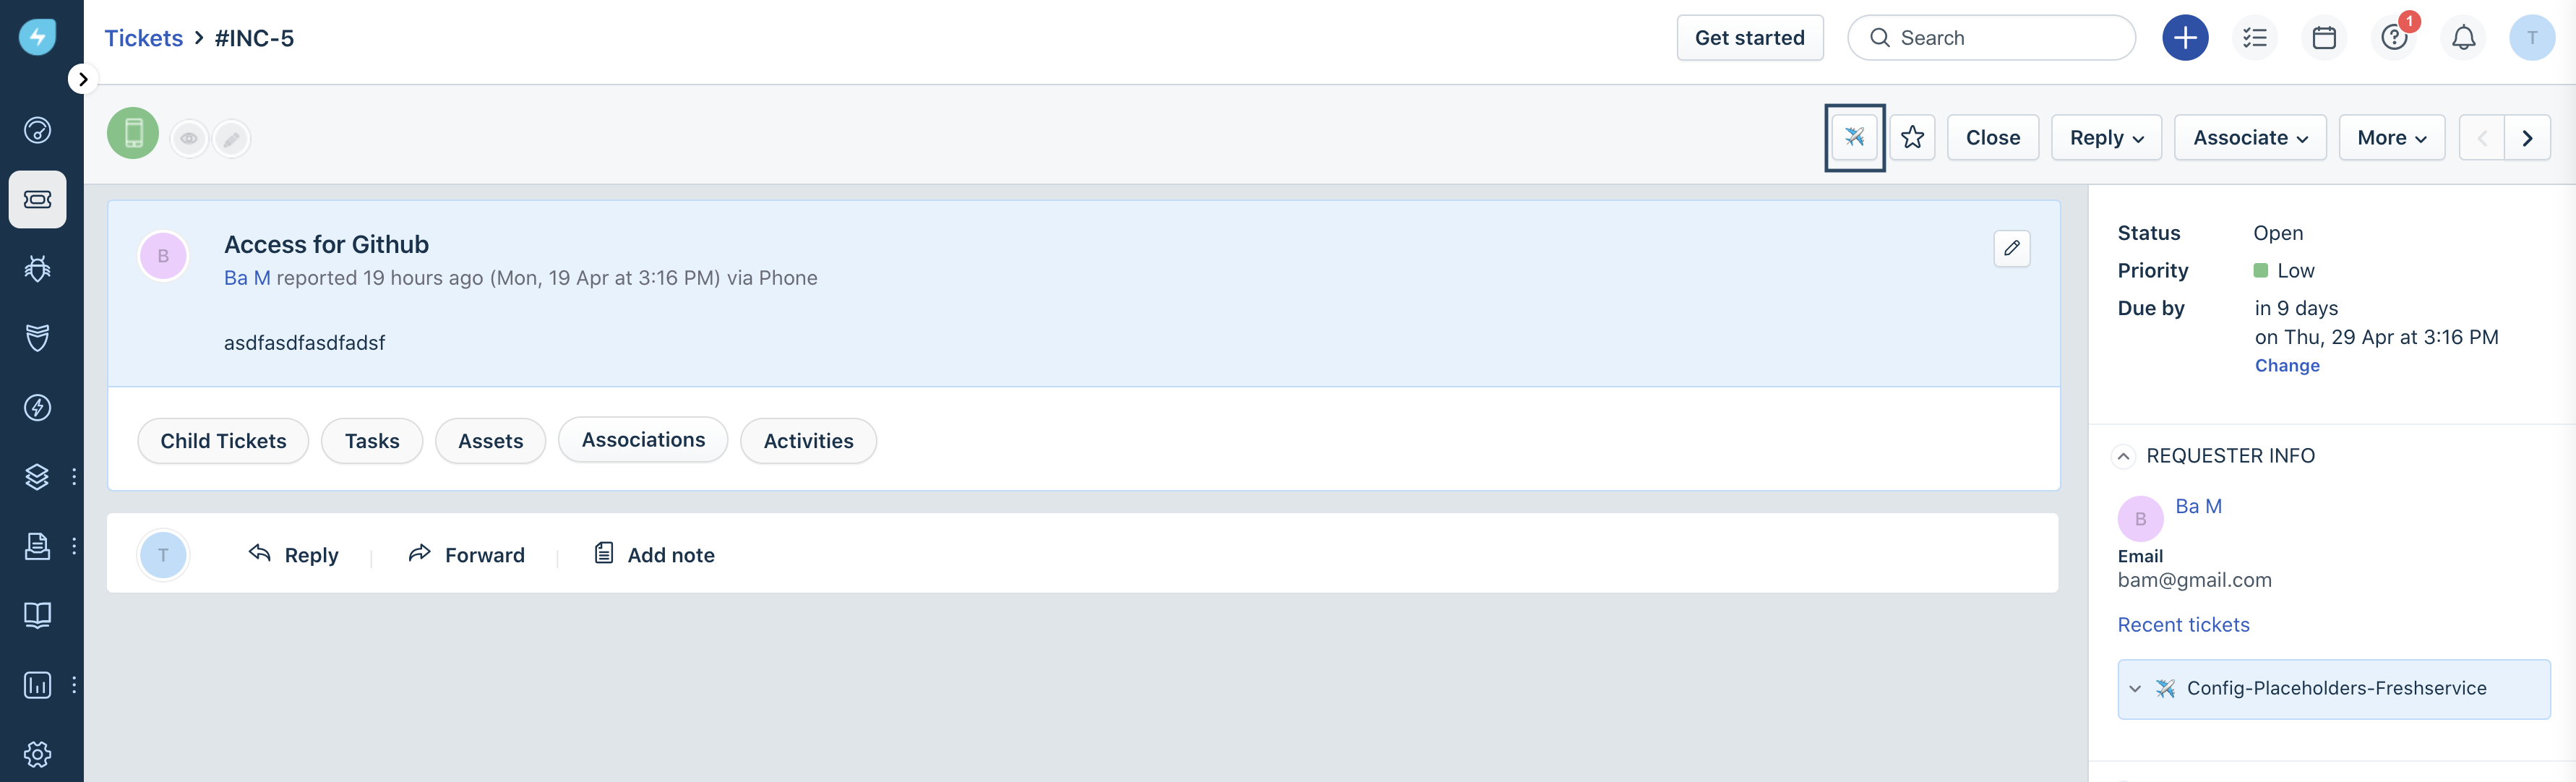 Tickets > #INC-5
Get started
Search
1
T
Close
Reply
Associate
More
B
Access for Github
Ba M reported 19 hours ago (Mon, 19 Apr at 3:16 PM) via Phone
asdfasdfasdfadsf
Child Tickets
Tasks
Assets
Associations
Activities
T
Reply
Forward
Add note
Status Open
Priority Low
Due by in 9 days
on Thu, 29 Apr at 3:16 PM
Change
REQUESTER INFO
B
Ba M
Email
bam@gmail.com
Recent tickets
Config-Placeholders-Freshservice